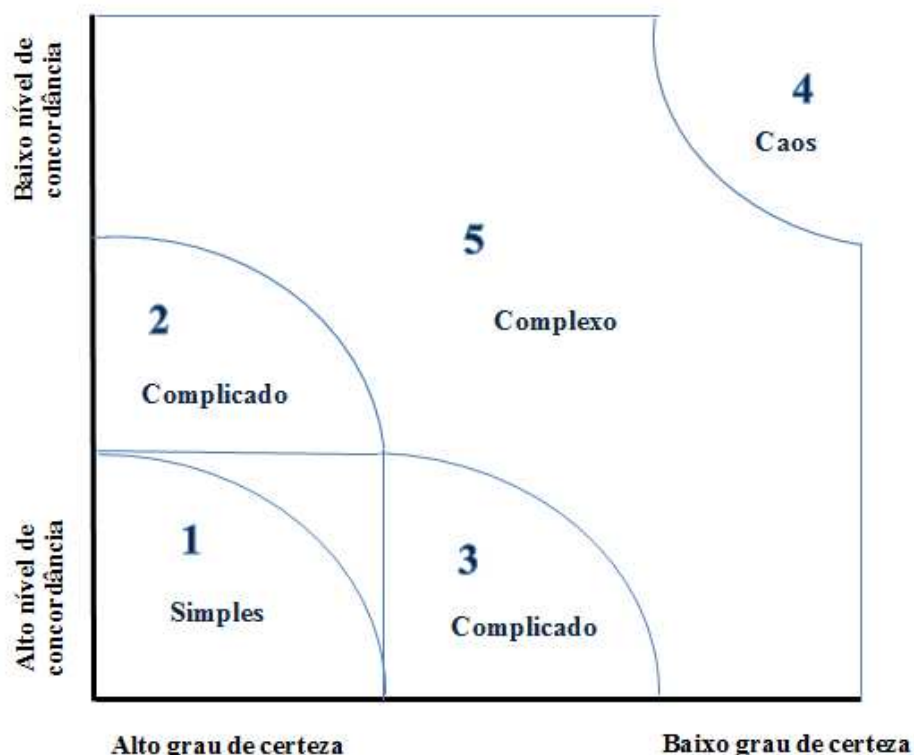 Baixo nível de
concordância
4
Caos
5
Complexo
2
Complicado
1
Simples
3
Complicado
Alto nível de
concordância
Alto grau de certeza
Baixo grau de certeza